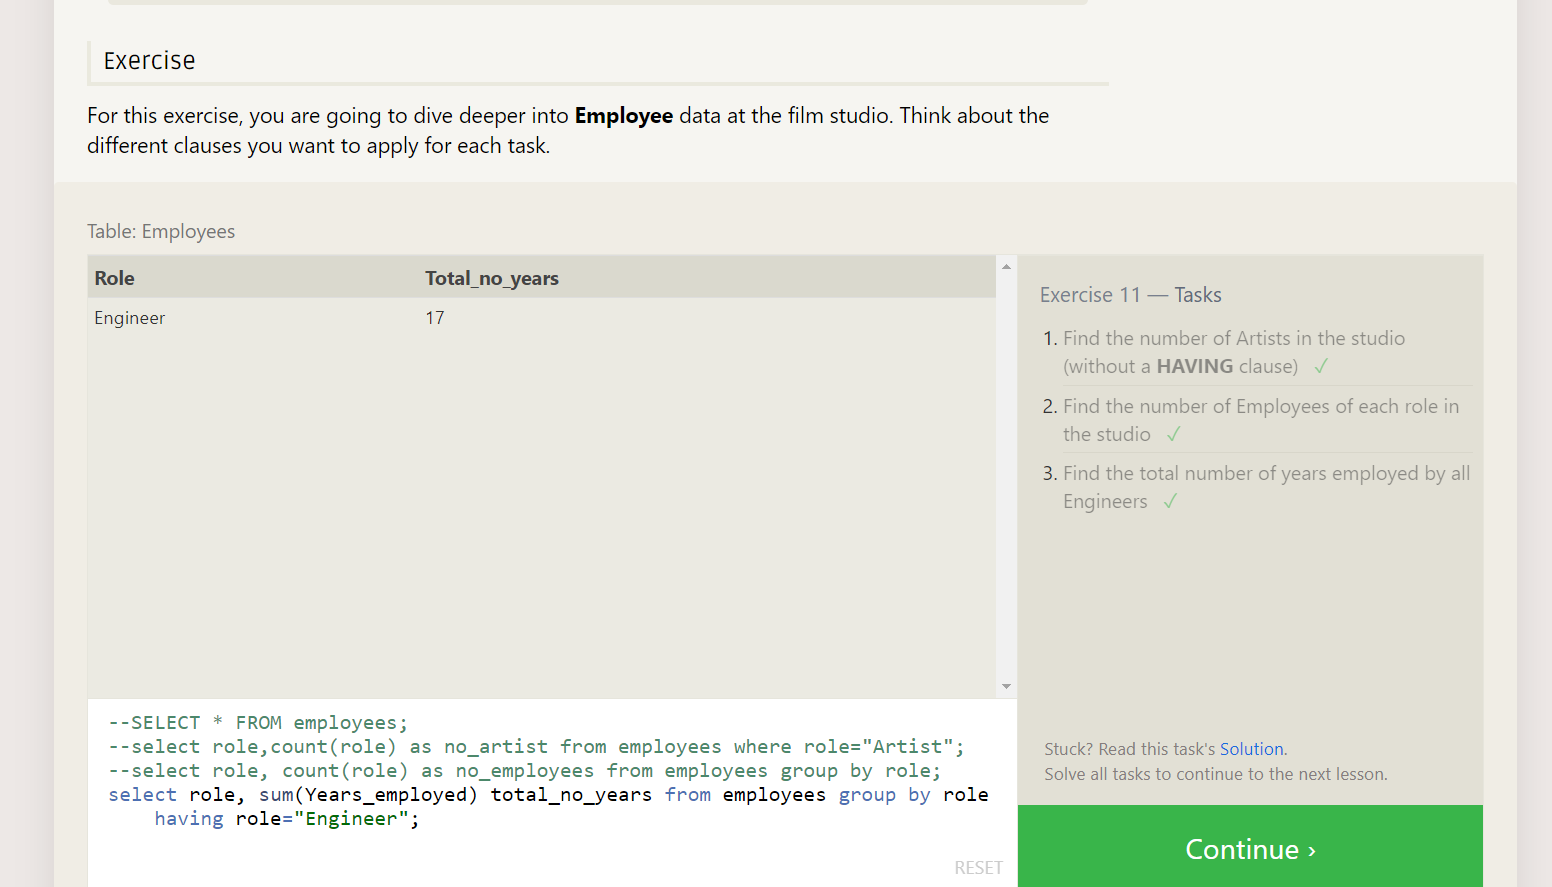 Exercise
For this exercise, you are going to dive deeper into Employee data at the film studio. Think about the
different clauses you want to apply for each task.
Table: Employees
Role Total_no_years
Engineer 17
Exercise 11 — Tasks
1. Find the number of Artists in the studio
(without a HAVING clause) ✓
2. Find the number of Employees of each role in
the studio ✓
3. Find the total number of years employed by all
Engineers ✓
--SELECT * FROM employees;
--select role,count(role) as no_artist from employees where role="Artist";
--select role, count(role) as no_employees from employees group by role;
select role, sum(Years_employed) total_no_years from employees group by role
having role="Engineer";
RESET
Stuck? Read this task's Solution.
Solve all tasks to continue to the next lesson.
Continue ›